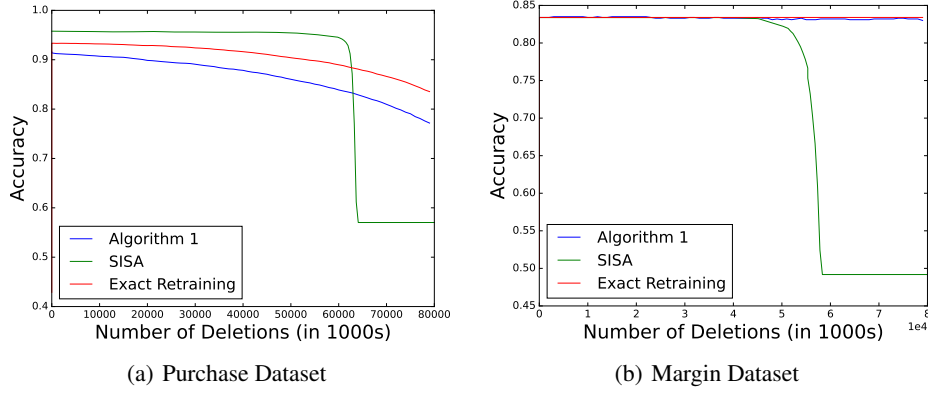 1.0
0.9
0.8
0.7
0.6
0.5
0.4
Accuracy
Algorithm 1
SISA
Exact Retraining
0 10000 20000 30000 40000 50000 60000 70000 80000
Number of Deletions (in 1000s)
(a) Purchase Dataset
0.85
0.80
0.75
0.70
0.65
0.60
0.55
0.50
0.45
Accuracy
Algorithm 1
SISA
Exact Retraining
0 1 2 3 4 5 6 7 8
1e4
Number of Deletions (in 1000s)
(b) Margin Dataset